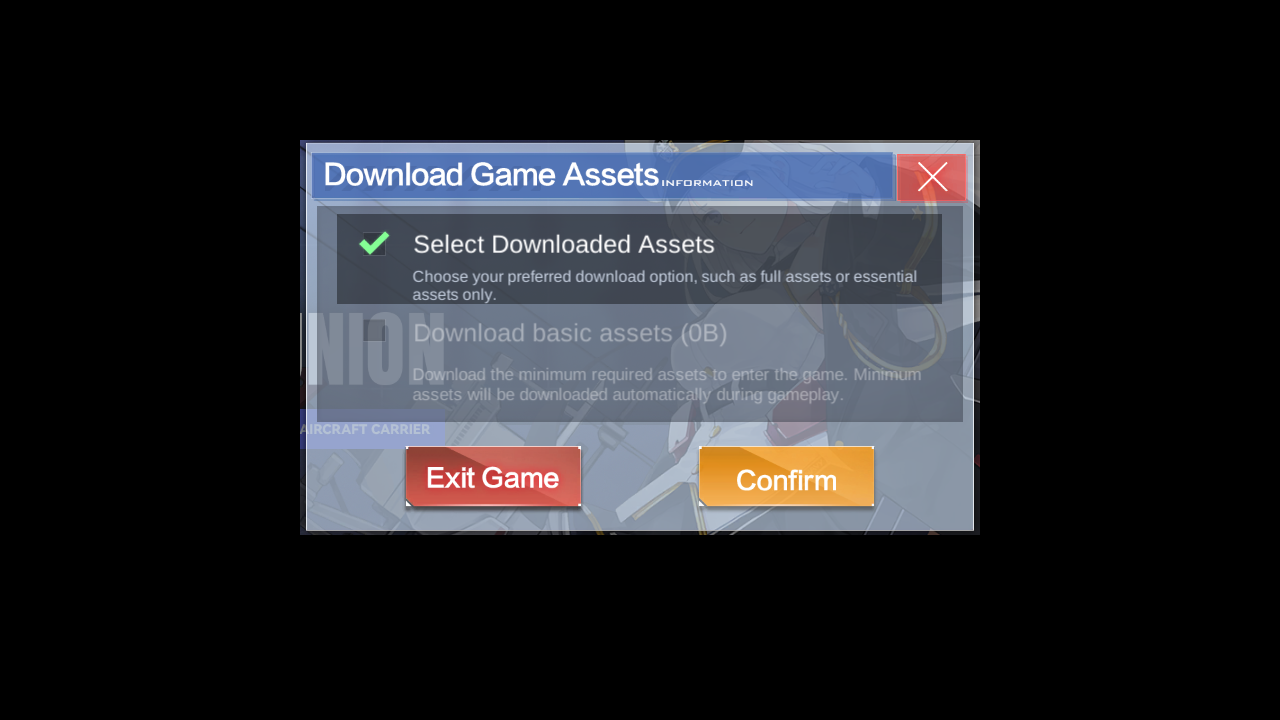 Download Game Assets INFORMATION
Select Downloaded Assets
Choose your preferred download option, such as full assets or essential
assets only.
NION
Download basic assets (0B)
Download the minimum required assets to enter the game. Minimum
assets will be downloaded automatically during gameplay.
AIRCRAFT CARRIER
Exit Game
Confirm